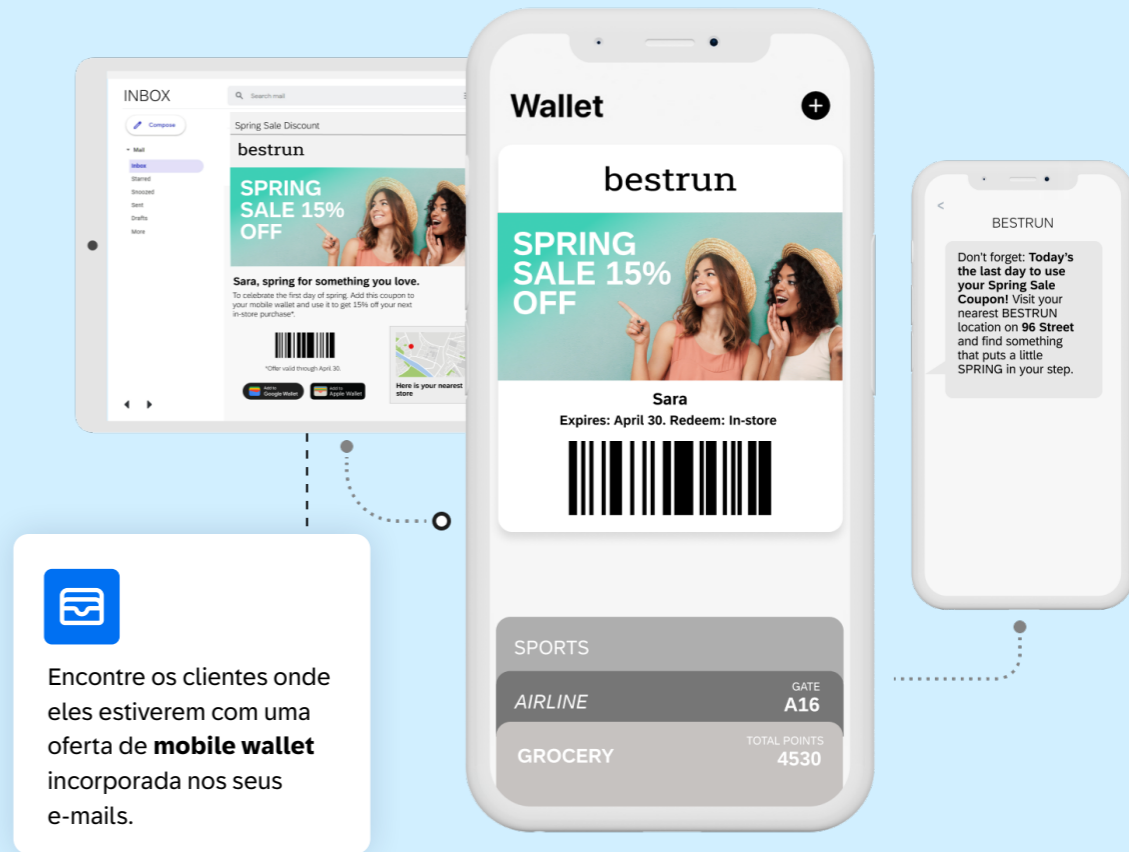 INBOX
Search mail
Compose
Mail
Inbox
Starred
Snoozed
Sent
Drafts
More
Spring Sale Discount
bestrun
SPRING
SALE 15%
OFF
Sara, spring for something you love.
To celebrate the first day of spring. Add this coupon to
your mobile wallet and use it to get 15% off your next
in-store purchase*.
*Offer valid through April 30.
Add to
Google Wallet
Add to
Apple Wallet
Here is your nearest
store
Wallet
bestrun
SPRING
SALE 15%
OFF
Sara
Expires: April 30. Redeem: In-store
SPORTS
AIRLINE
GATE
A16
GROCERY
TOTAL POINTS
4530
BESTRUN
Don't forget: Today's
the last day to use
your Spring Sale
Coupon! Visit your
nearest BESTRUN
location on 96 Street
and find something
that puts a little
SPRING in your step.
Encontre os clientes onde
eles estiverem com uma
oferta de mobile wallet
incorporada nos seus
e-mails.